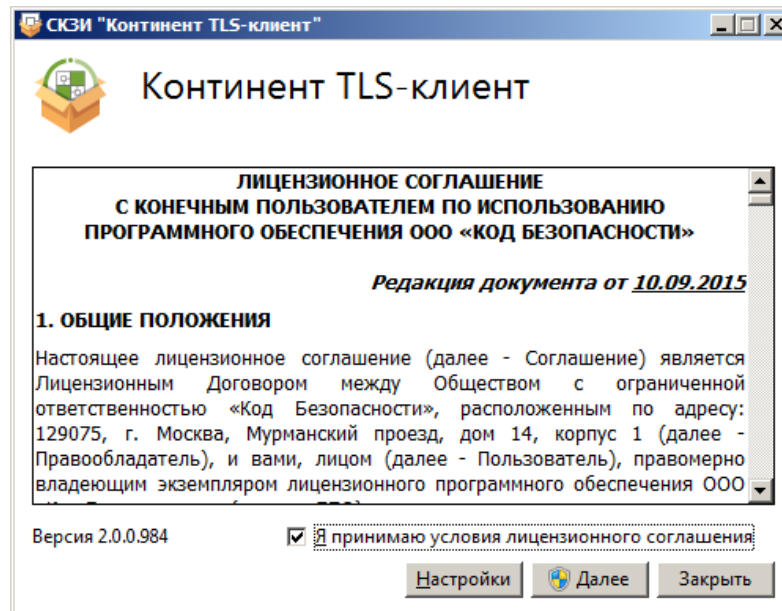 СКЗИ "Континент TLS-клиент"
Континент TLS-клиент
ЛИЦЕНЗИОННОЕ СОГЛАШЕНИЕ
С КОНЕЧНЫМ ПОЛЬЗОВАТЕЛЕМ ПО ИСПОЛЬЗОВАНИЮ
ПРОГРАММНОГО ОБЕСПЕЧЕНИЯ ООО «КОД БЕЗОПАСНОСТИ»
Редакция документа от 10.09.2015
1. ОБЩИЕ ПОЛОЖЕНИЯ
Настоящее лицензионное соглашение (далее - Соглашение) является
Лицензионным Договором между Обществом с ограниченной
ответственностью «Код Безопасности», расположенным по адресу:
129075, г. Москва, Мурманский проезд, дом 14, корпус 1 (далее -
Правообладатель), и вами, лицом (далее - Пользователь), правомерно
владеющим экземпляром лицензионного программного обеспечения ООО
Версия 2.0.0.984
Я принимаю условия лицензионного соглашения
Настройки
Далее
Закрыть